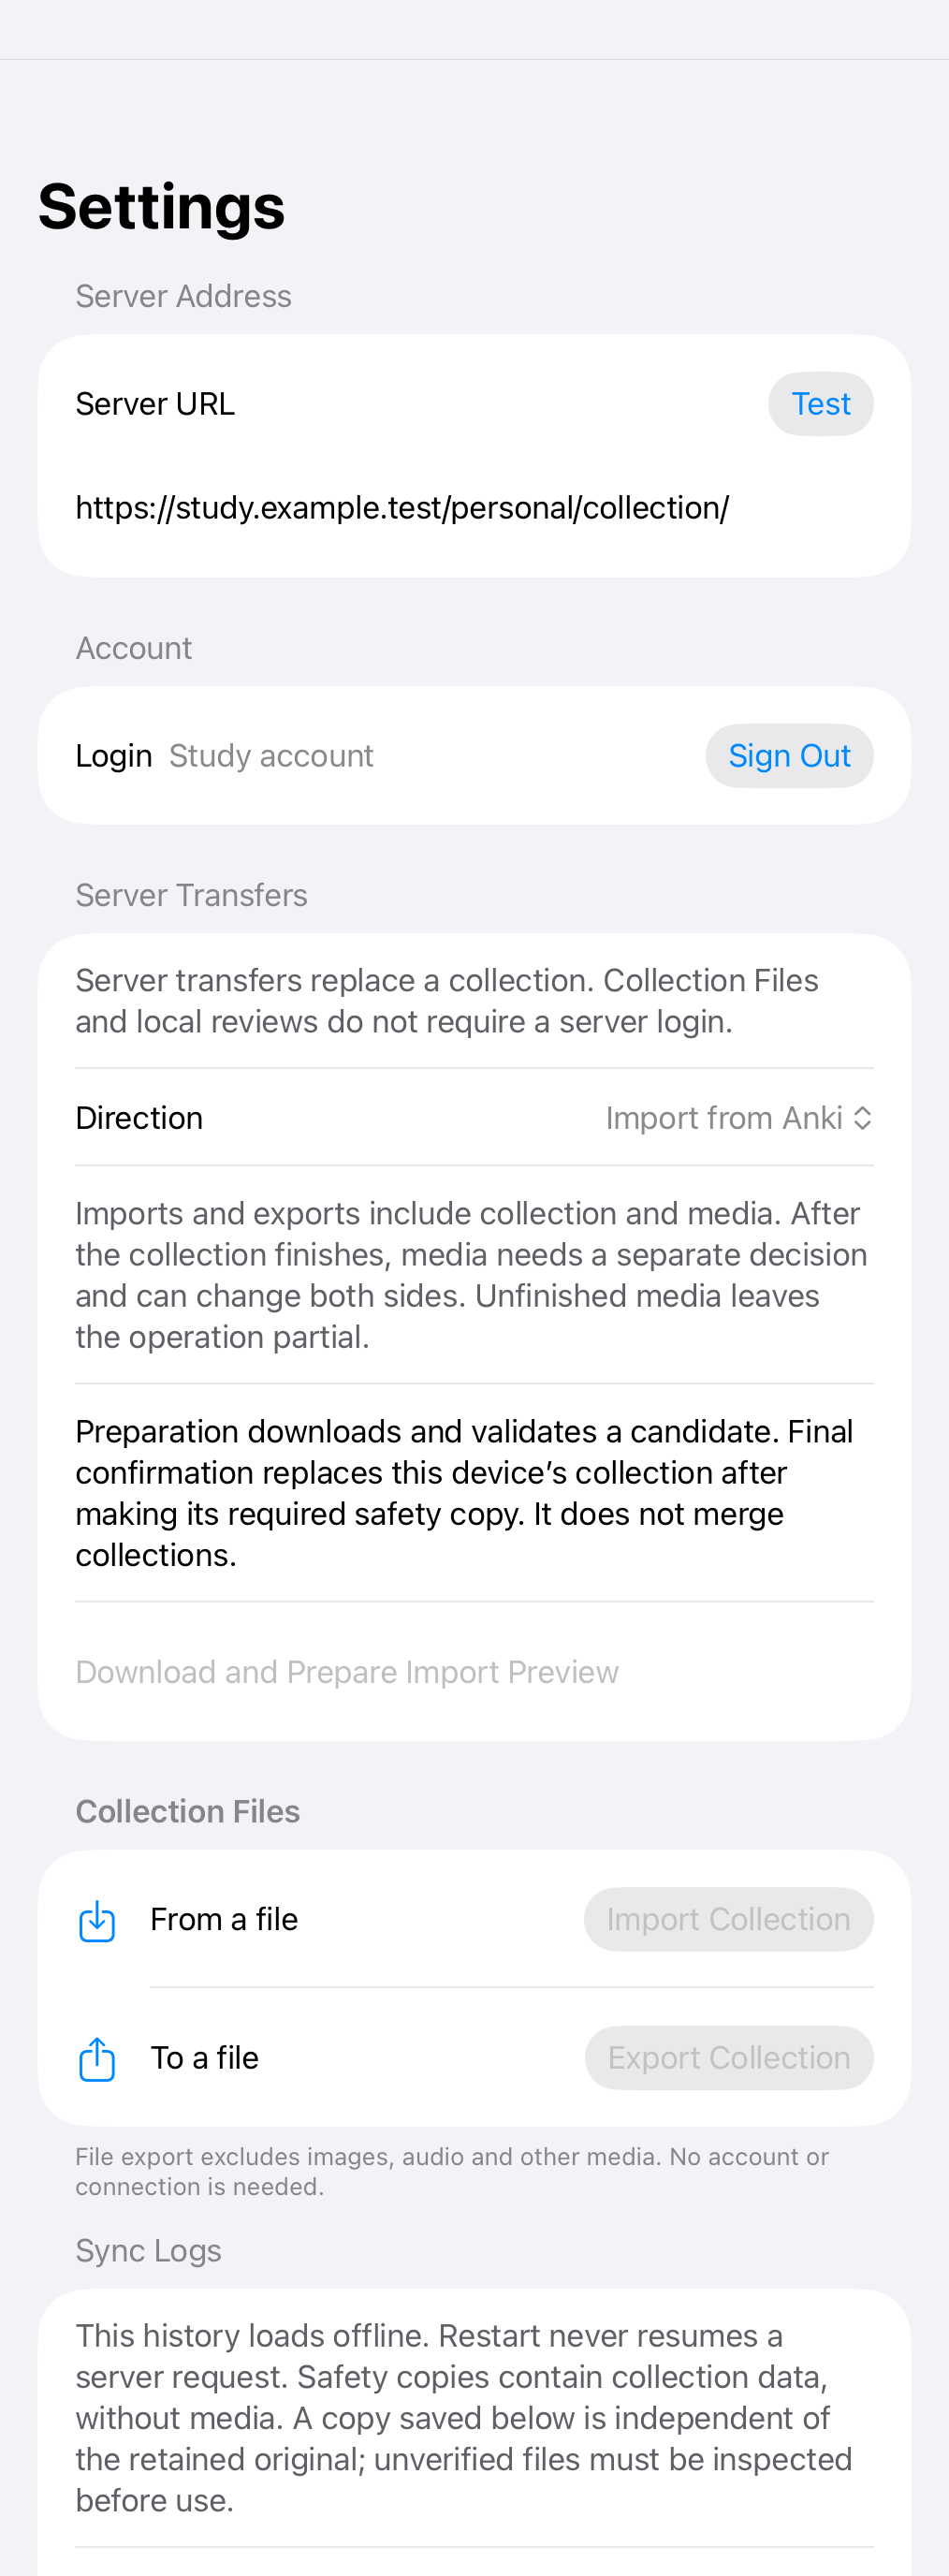 Settings
Server Address
Server URL
Test
https://study.example.test/personal/collection/
Account
Login Study account
Sign Out
Server Transfers
Server transfers replace a collection. Collection Files
and local reviews do not require a server login.
Direction
Import from Anki
Imports and exports include collection and media. After
the collection finishes, media needs a separate decision
and can change both sides. Unfinished media leaves
the operation partial.
Preparation downloads and validates a candidate. Final
confirmation replaces this device’s collection after
making its required safety copy. It does not merge
collections.
Download and Prepare Import Preview
Collection Files
From a file
Import Collection
To a file
Export Collection
File export excludes images, audio and other media. No account or
connection is needed.
Sync Logs
This history loads offline. Restart never resumes a
server request. Safety copies contain collection data,
without media. A copy saved below is independent of
the retained original; unverified files must be inspected
before use.